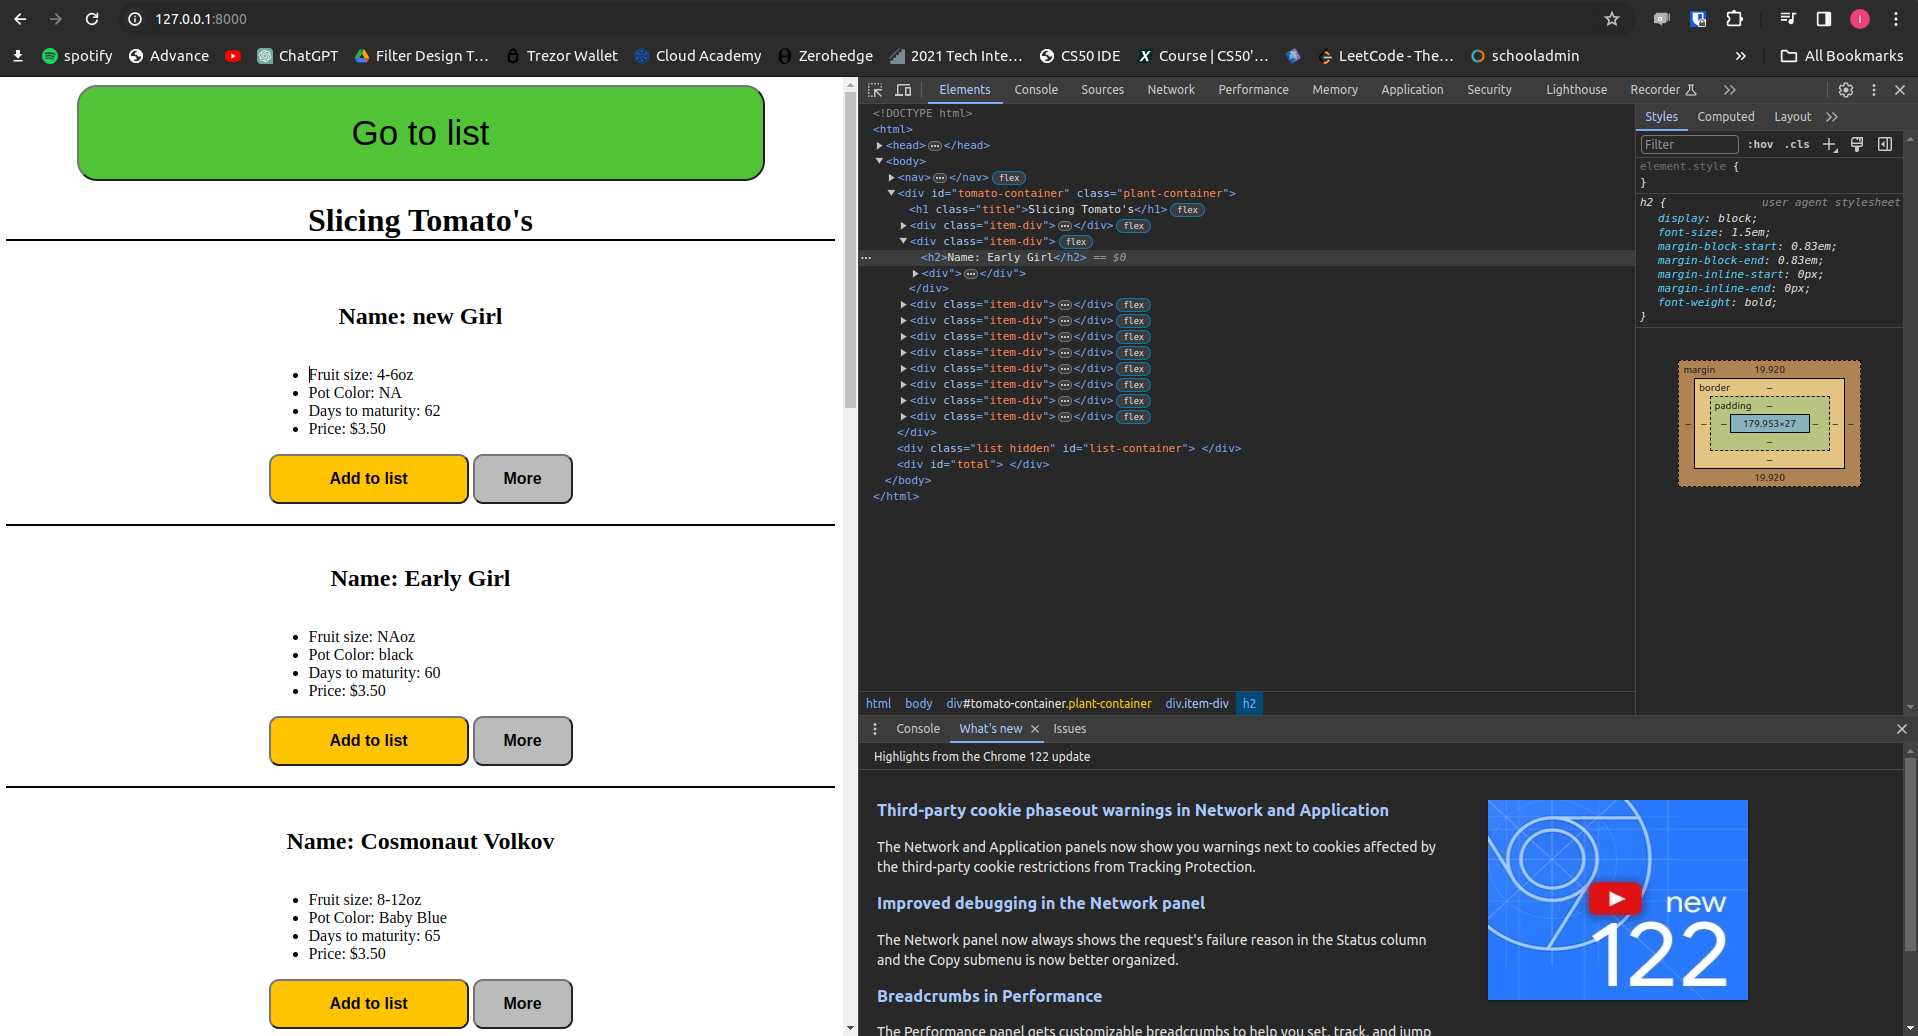 127.0.0.1:8000
spotify Advance ChatGPT Filter Design T… Trezor Wallet Cloud Academy Zerohedge 2021 Tech Inte… CS50 IDE Course | CS50'… LeetCode - The… schooladmin » All Bookmarks
Go to list
Slicing Tomato's
Name: new Girl
• Fruit size: 4-6oz
• Pot Color: NA
• Days to maturity: 62
• Price: $3.50
Add to list More
Name: Early Girl
• Fruit size: NAoz
• Pot Color: black
• Days to maturity: 60
• Price: $3.50
Add to list More
Name: Cosmonaut Volkov
• Fruit size: 8-12oz
• Pot Color: Baby Blue
• Days to maturity: 65
• Price: $3.50
Add to list More
Elements Console Sources Network Performance Memory Application Security Lighthouse Recorder »
<!DOCTYPE html>
<html>
<head>…</head>
<body>
<nav>…</nav> flex
<div id="tomato-container" class="plant-container">
<h1 class="title">Slicing Tomato's</h1> flex
<div class="item-div">…</div> flex
<div class="item-div"> flex
… <h2>Name: Early Girl</h2> == $0
<div">…</div">
</div>
<div class="item-div">…</div> flex
<div class="item-div">…</div> flex
<div class="item-div">…</div> flex
<div class="item-div">…</div> flex
<div class="item-div">…</div> flex
<div class="item-div">…</div> flex
<div class="item-div">…</div> flex
<div class="item-div">…</div> flex
</div>
<div class="list hidden" id="list-container"> </div>
<div id="total"> </div>
</body>
</html>
html body div#tomato-container.plant-container div.item-div h2
Styles Computed Layout »
Filter :hov .cls
element.style {
}
h2 { user agent stylesheet
display: block;
font-size: 1.5em;
margin-block-start: 0.83em;
margin-block-end: 0.83em;
margin-inline-start: 0px;
margin-inline-end: 0px;
font-weight: bold;
}
margin 19.920
border –
padding –
– – – 179.953×27 – – –
–
–
19.920
Console What's new Issues
Highlights from the Chrome 122 update
Third-party cookie phaseout warnings in Network and Application
The Network and Application panels now show you warnings next to cookies affected by
the third-party cookie restrictions from Tracking Protection.
Improved debugging in the Network panel
The Network panel now always shows the request's failure reason in the Status column
and the Copy submenu is now better organized.
Breadcrumbs in Performance
The Performance panel gets customizable breadcrumbs to help you set, track, and jump
new
122